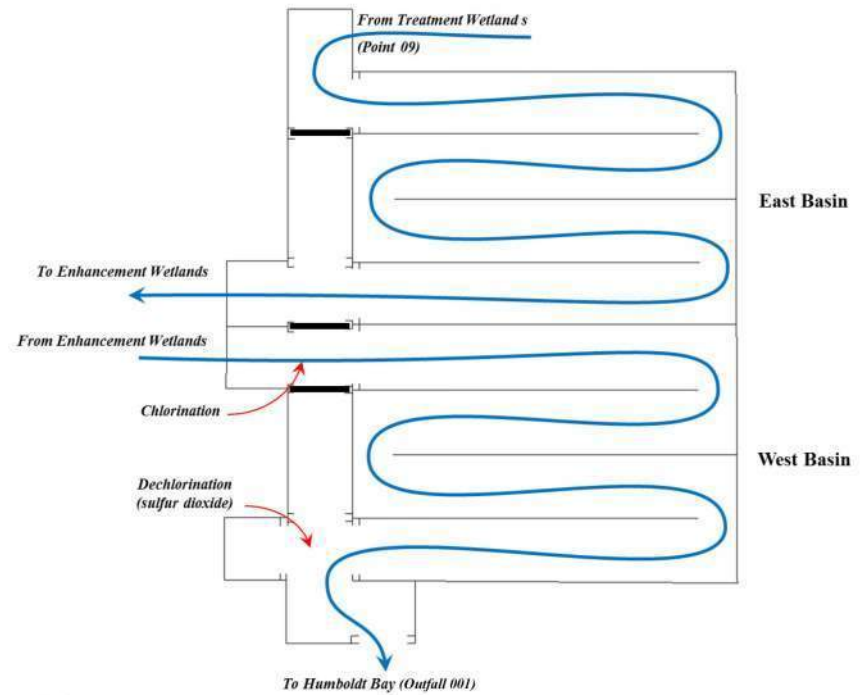 From Treatment Wetland s
(Point 09)
East Basin
To Enhancement Wetlands
From Enhancement Wetlands
Chlorination
West Basin
Dechlorination
(sulfur dioxide)
To Humboldt Bay (Outfall 001)